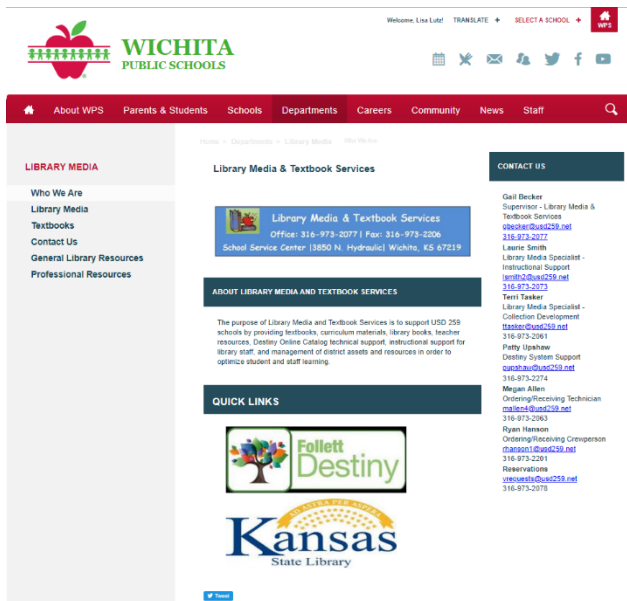 Welcome, Lisa Lutz! TRANSLATE + SELECT A SCHOOL + WPS
WICHITA
PUBLIC SCHOOLS
About WPS Parents & Students Schools Departments Careers Community News Staff
Home > Departments > Library Media Who We Are
LIBRARY MEDIA
Who We Are
Library Media
Textbooks
Contact Us
General Library Resources
Professional Resources
Library Media & Textbook Services
Library Media & Textbook Services
Office: 316-973-2077 | Fax: 316-973-2206
School Service Center |3850 N. Hydraulic| Wichita, KS 67219
ABOUT LIBRARY MEDIA AND TEXTBOOK SERVICES
The purpose of Library Media and Textbook Services is to support USD 259
schools by providing textbooks, curriculum materials, library books, teacher
resources, Destiny Online Catalog technical support, instructional support for
library staff, and management of district assets and resources in order to
optimize student and staff learning.
QUICK LINKS
Follett
Destiny
AD ASTRA PER ASPERA
Kansas
State Library
Tweet
CONTACT US
Gail Becker
Supervisor - Library Media &
Textbook Services
gbecker@usd259.net
316-973-2077
Laurie Smith
Library Media Specialist -
Instructional Support
lsmith2@usd259.net
316-973-2073
Terri Tasker
Library Media Specialist -
Collection Development
ttasker@usd259.net
316-973-2061
Patty Upshaw
Destiny System Support
pupshaw@usd259.net
316-973-2274
Megan Allen
Ordering/Receiving Technician
mallen4@usd259.net
316-973-2063
Ryan Hanson
Ordering/Receiving Crewperson
rhanson1@usd259.net
316-973-2201
Reservations
vrequests@usd259.net
316-973-2078